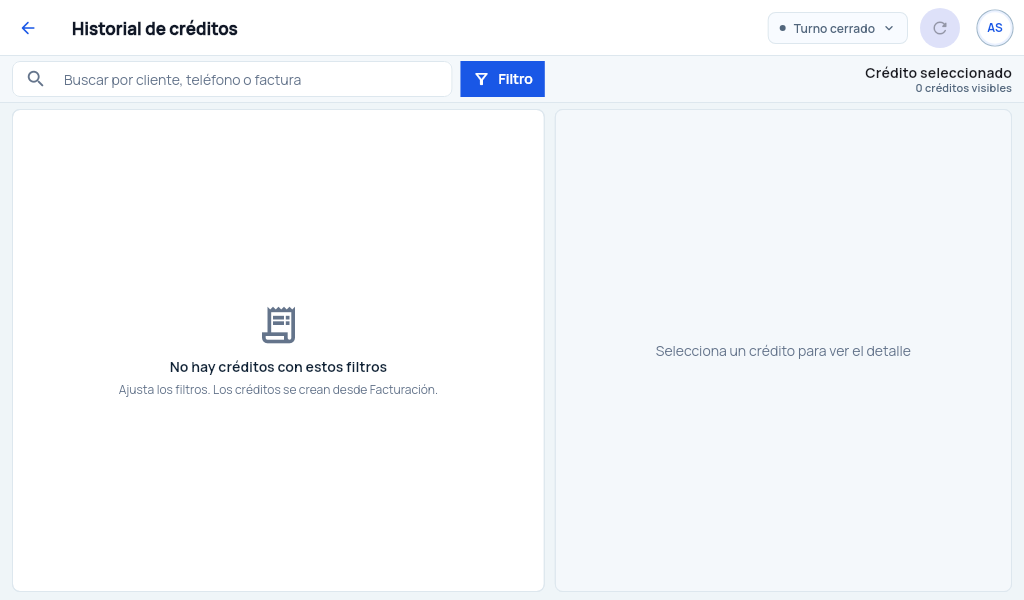 Historial de créditos
Turno cerrado
AS
Buscar por cliente, teléfono o factura
Filtro
Crédito seleccionado
0 créditos visibles
No hay créditos con estos filtros
Ajusta los filtros. Los créditos se crean desde Facturación.
Selecciona un crédito para ver el detalle